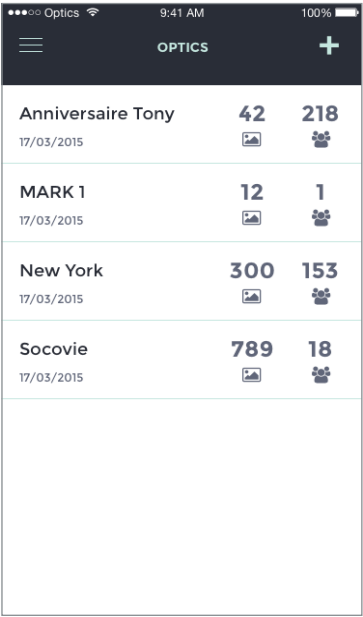 Optics 9:41 AM 100%
OPTICS
Anniversaire Tony 42 218
17/03/2015
MARK 1 12 1
17/03/2015
New York 300 153
17/03/2015
Socovie 789 18
17/03/2015